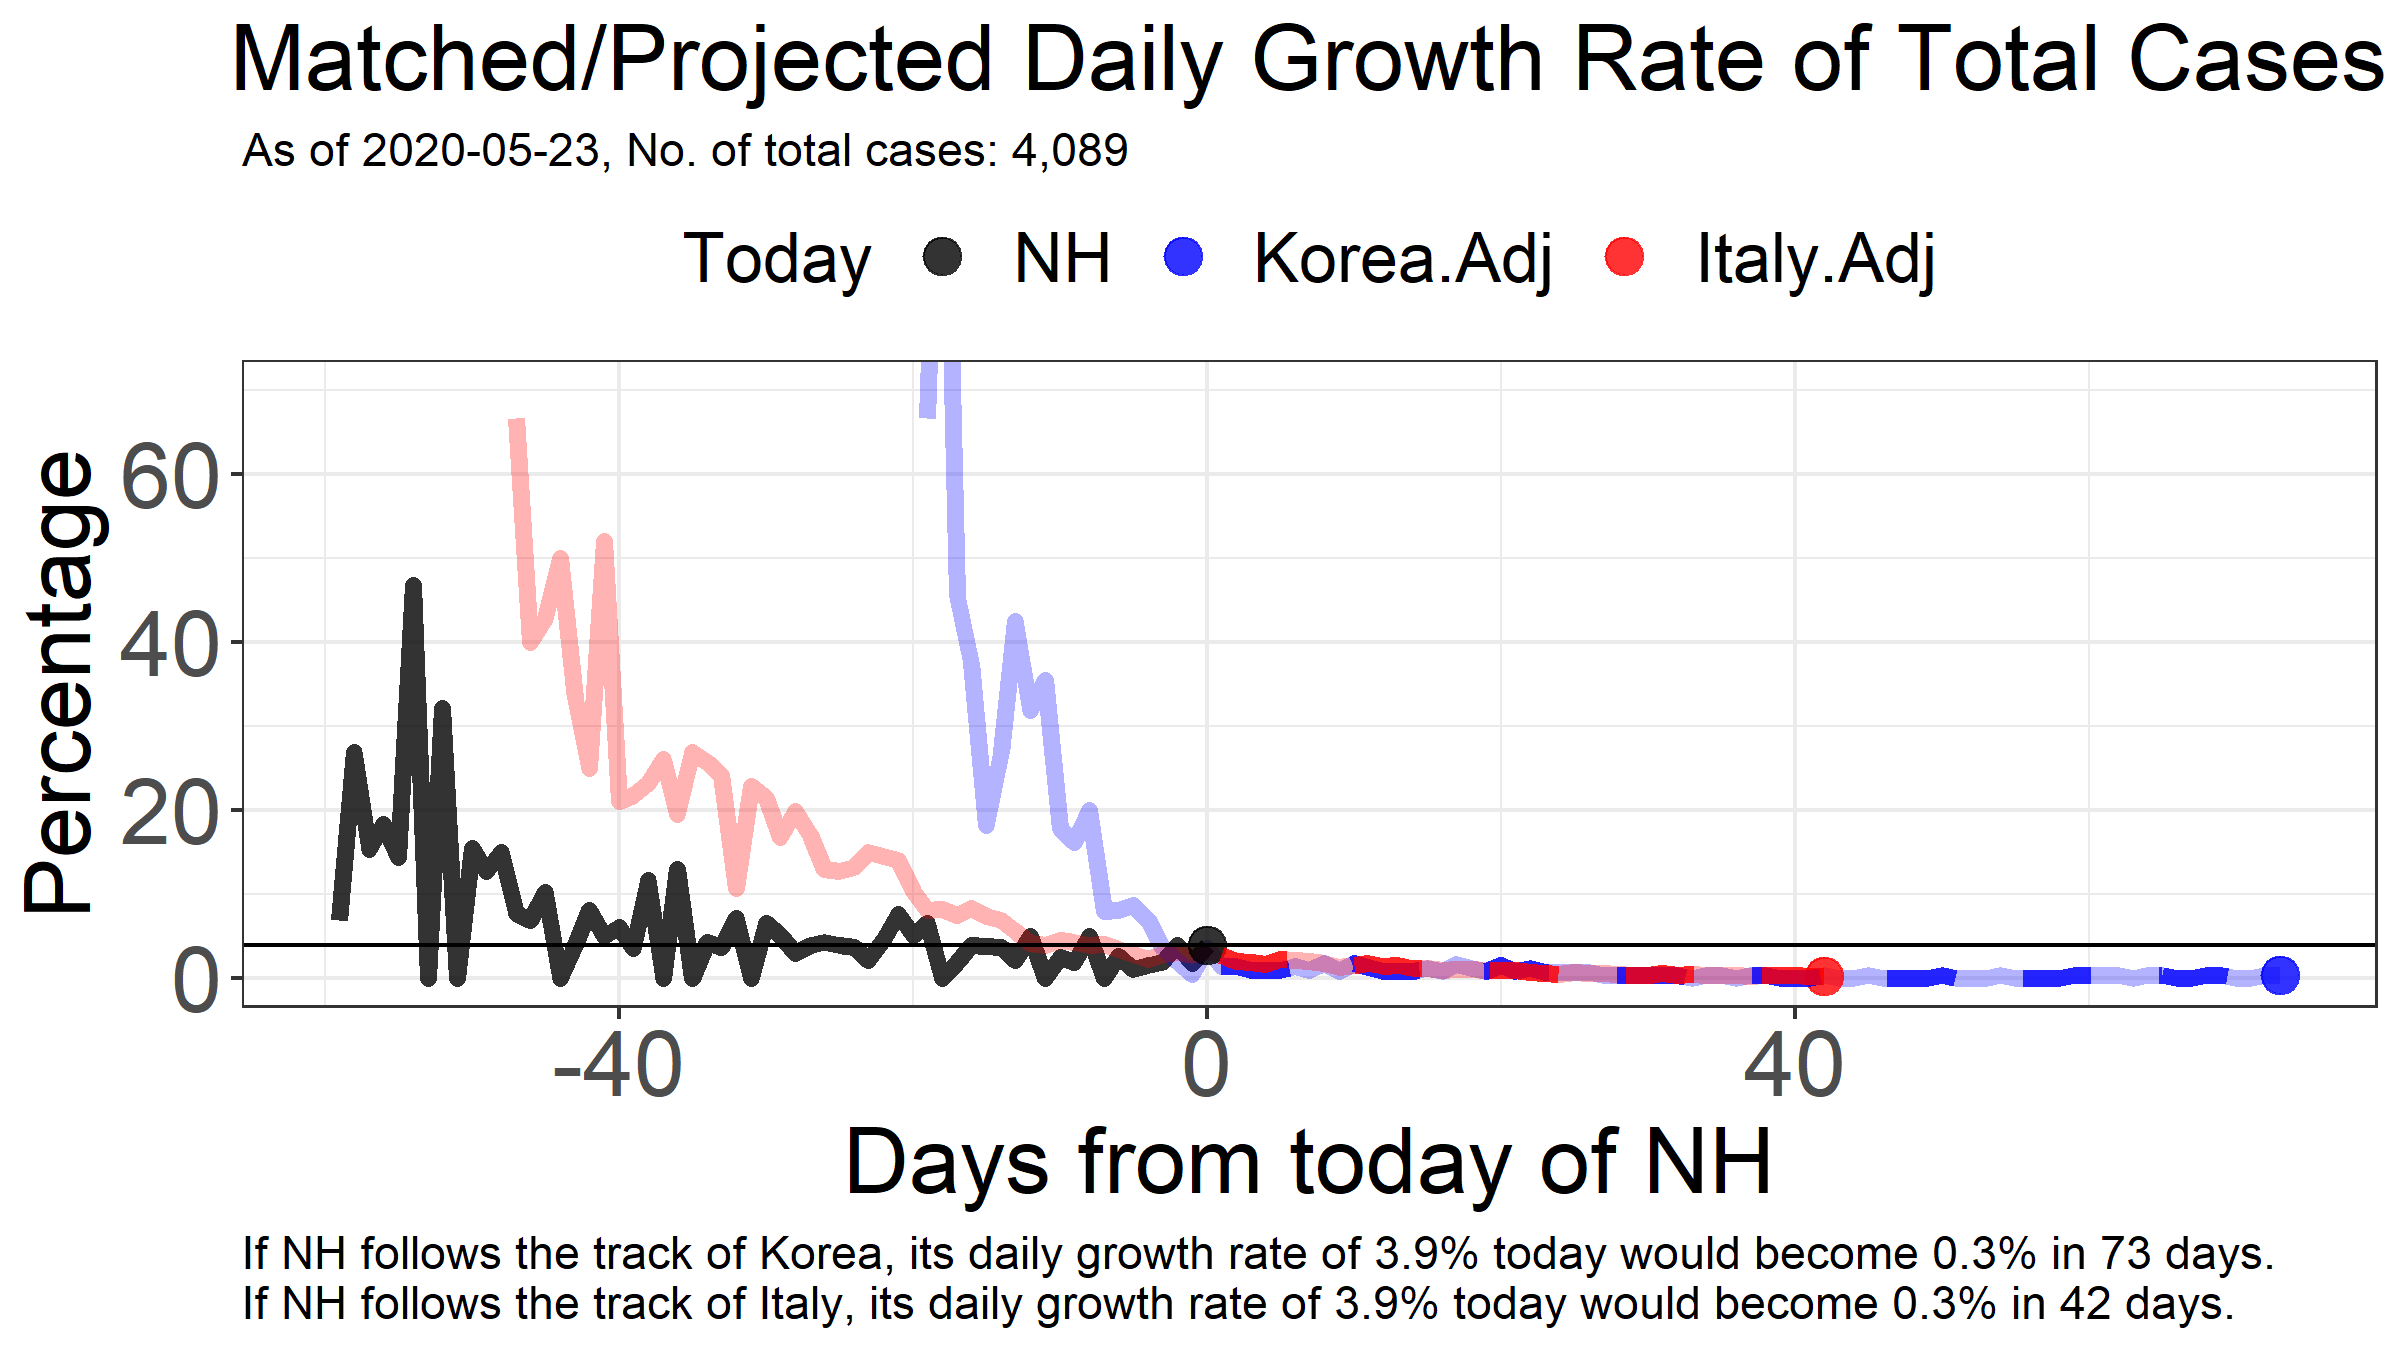 Matched/Projected Daily Growth Rate of Total Cases
As of 2020-05-23, No. of total cases: 4,089
Today NH Korea.Adj Italy.Adj
Percentage
60
40
20
0
-40 0 40
Days from today of NH
If NH follows the track of Korea, its daily growth rate of 3.9% today would become 0.3% in 73 days.
If NH follows the track of Italy, its daily growth rate of 3.9% today would become 0.3% in 42 days.